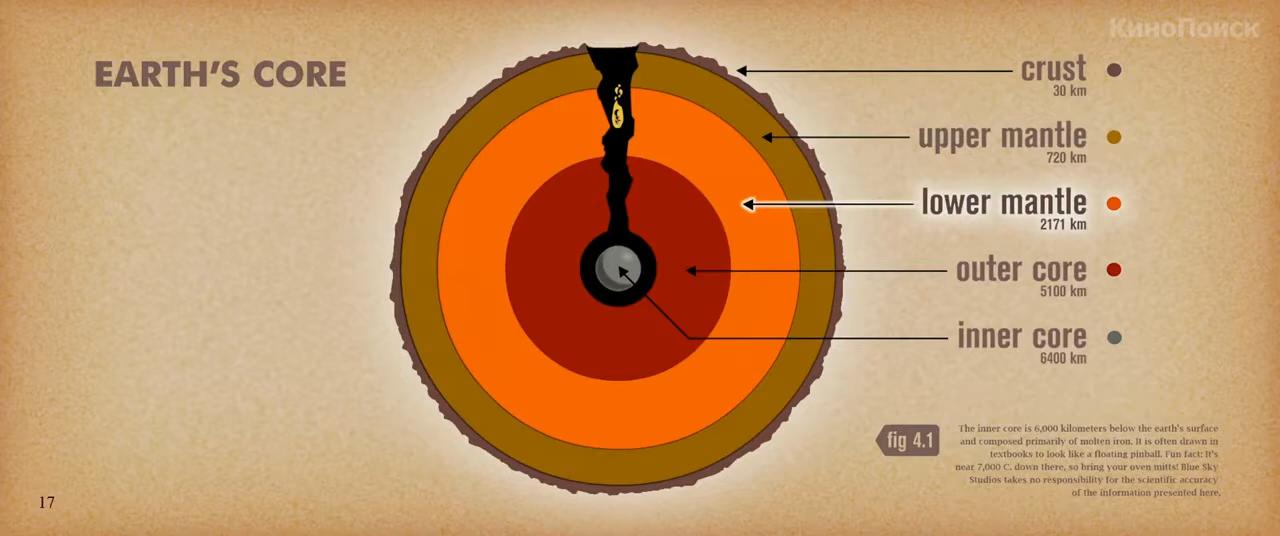 КиноПоиск
EARTH'S CORE
crust
30 km
upper mantle
720 km
lower mantle
2171 km
outer core
5100 km
inner core
6400 km
fig 4.1
The inner core is 6,000 kilometers below the earth's surface
and composed primarily of molten iron. It is often drawn in
textbooks to look like a floating pinball. Fun fact: It's
near 7,000 C. down there, so bring your oven mitts! Blue Sky
Studios takes no responsibility for the scientific accuracy
of the information presented here.
17